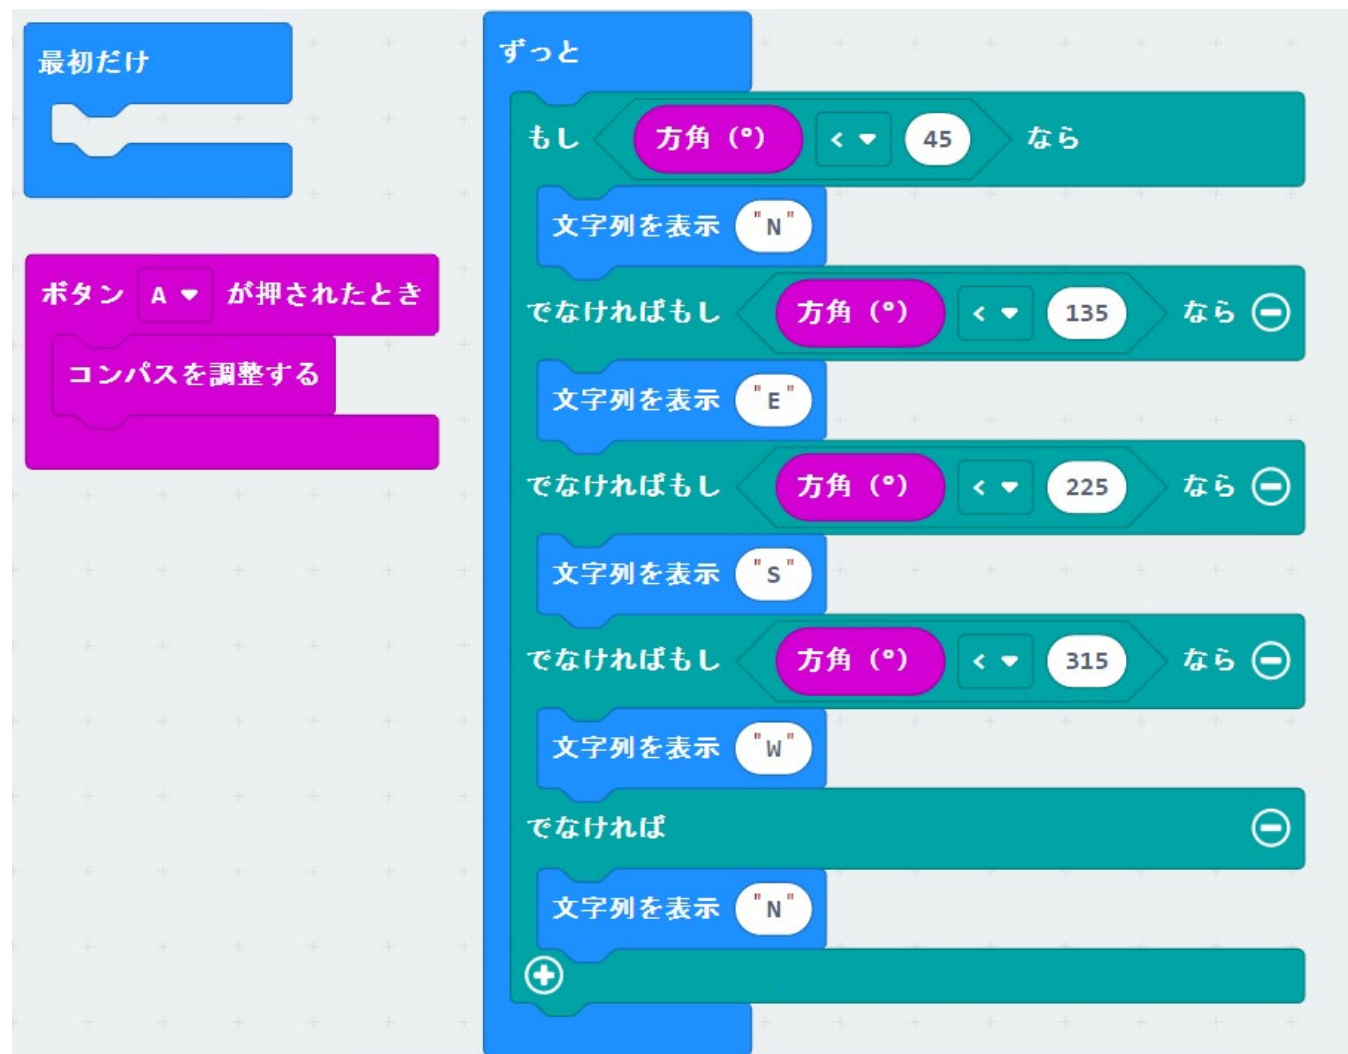 最初だけ
ボタン A が押されたとき
コンパスを調整する
ずっと
もし 方角 (°) < 45 なら
文字列を表示 "N"
でなければもし 方角 (°) < 135 なら
文字列を表示 "E"
でなければもし 方角 (°) < 225 なら
文字列を表示 "S"
でなければもし 方角 (°) < 315 なら
文字列を表示 "W"
でなければ
文字列を表示 "N"